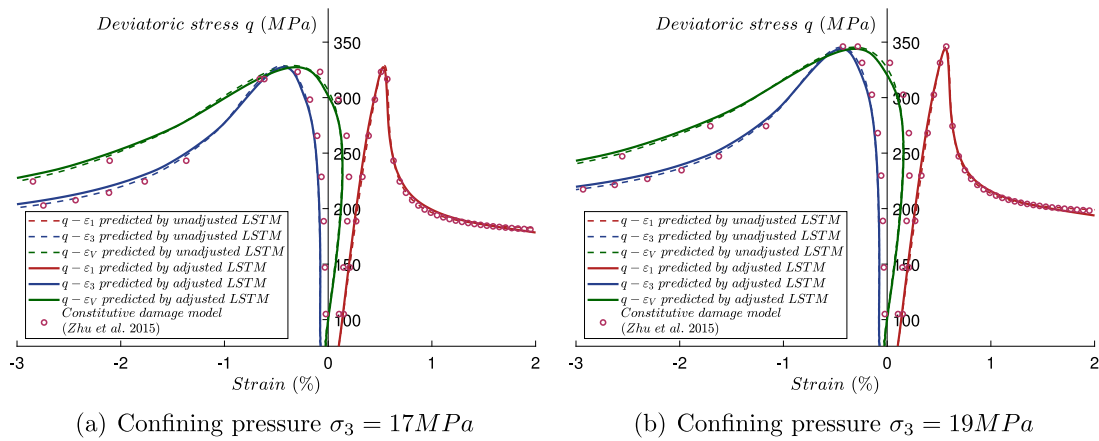 Deviatoric stress q (MPa)
350
300
250
200
150
100
q − ε1 predicted by unadjusted LSTM
q − ε3 predicted by unadjusted LSTM
q − εV predicted by unadjusted LSTM
q − ε1 predicted by adjusted LSTM
q − ε3 predicted by adjusted LSTM
q − εV predicted by adjusted LSTM
Constitutive damage model
(Zhu et al. 2015)
-3 -2 -1 0 1 2
Strain (%)
(a) Confining pressure σ3 = 17MPa
Deviatoric stress q (MPa)
350
300
250
200
150
100
q − ε1 predicted by unadjusted LSTM
q − ε3 predicted by unadjusted LSTM
q − εV predicted by unadjusted LSTM
q − ε1 predicted by adjusted LSTM
q − ε3 predicted by adjusted LSTM
q − εV predicted by adjusted LSTM
Constitutive damage model
(Zhu et al. 2015)
-3 -2 -1 0 1 2
Strain (%)
(b) Confining pressure σ3 = 19MPa